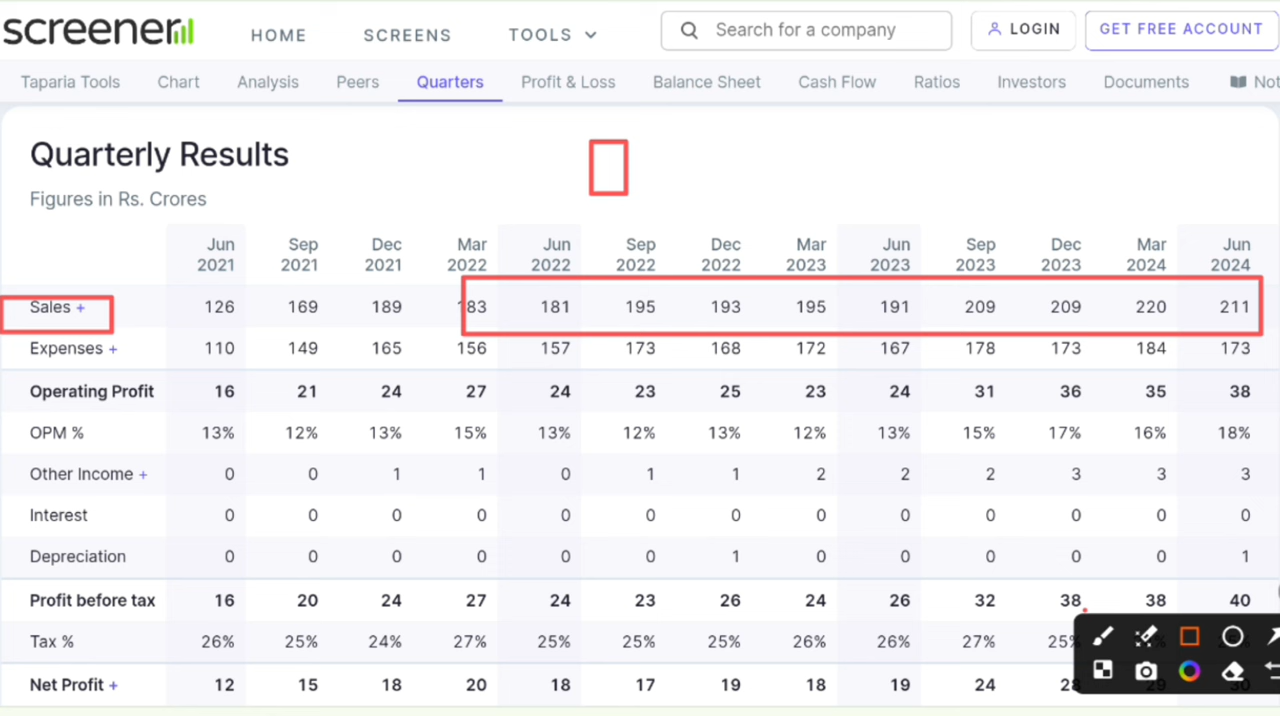 screener HOME SCREENS TOOLS Search for a company LOGIN GET FREE ACCOUNT
Taparia Tools Chart Analysis Peers Quarters Profit & Loss Balance Sheet Cash Flow Ratios Investors Documents Not
Quarterly Results
Figures in Rs. Crores
Jun Sep Dec Mar Jun Sep Dec Mar Jun Sep Dec Mar Jun
2021 2021 2021 2022 2022 2022 2022 2023 2023 2023 2023 2024 2024
Sales + 126 169 189 183 181 195 193 195 191 209 209 220 211
Expenses + 110 149 165 156 157 173 168 172 167 178 173 184 173
Operating Profit 16 21 24 27 24 23 25 23 24 31 36 35 38
OPM % 13% 12% 13% 15% 13% 12% 13% 12% 13% 15% 17% 16% 18%
Other Income + 0 0 1 1 0 1 1 2 2 2 3 3 3
Interest 0 0 0 0 0 0 0 0 0 0 0 0 0
Depreciation 0 0 0 0 0 0 1 0 0 0 0 0 1
Profit before tax 16 20 24 27 24 23 26 24 26 32 38 38 40
Tax % 26% 25% 24% 27% 25% 25% 25% 26% 26% 27% 25%
Net Profit + 12 15 18 20 18 17 19 18 19 24 28 29 30